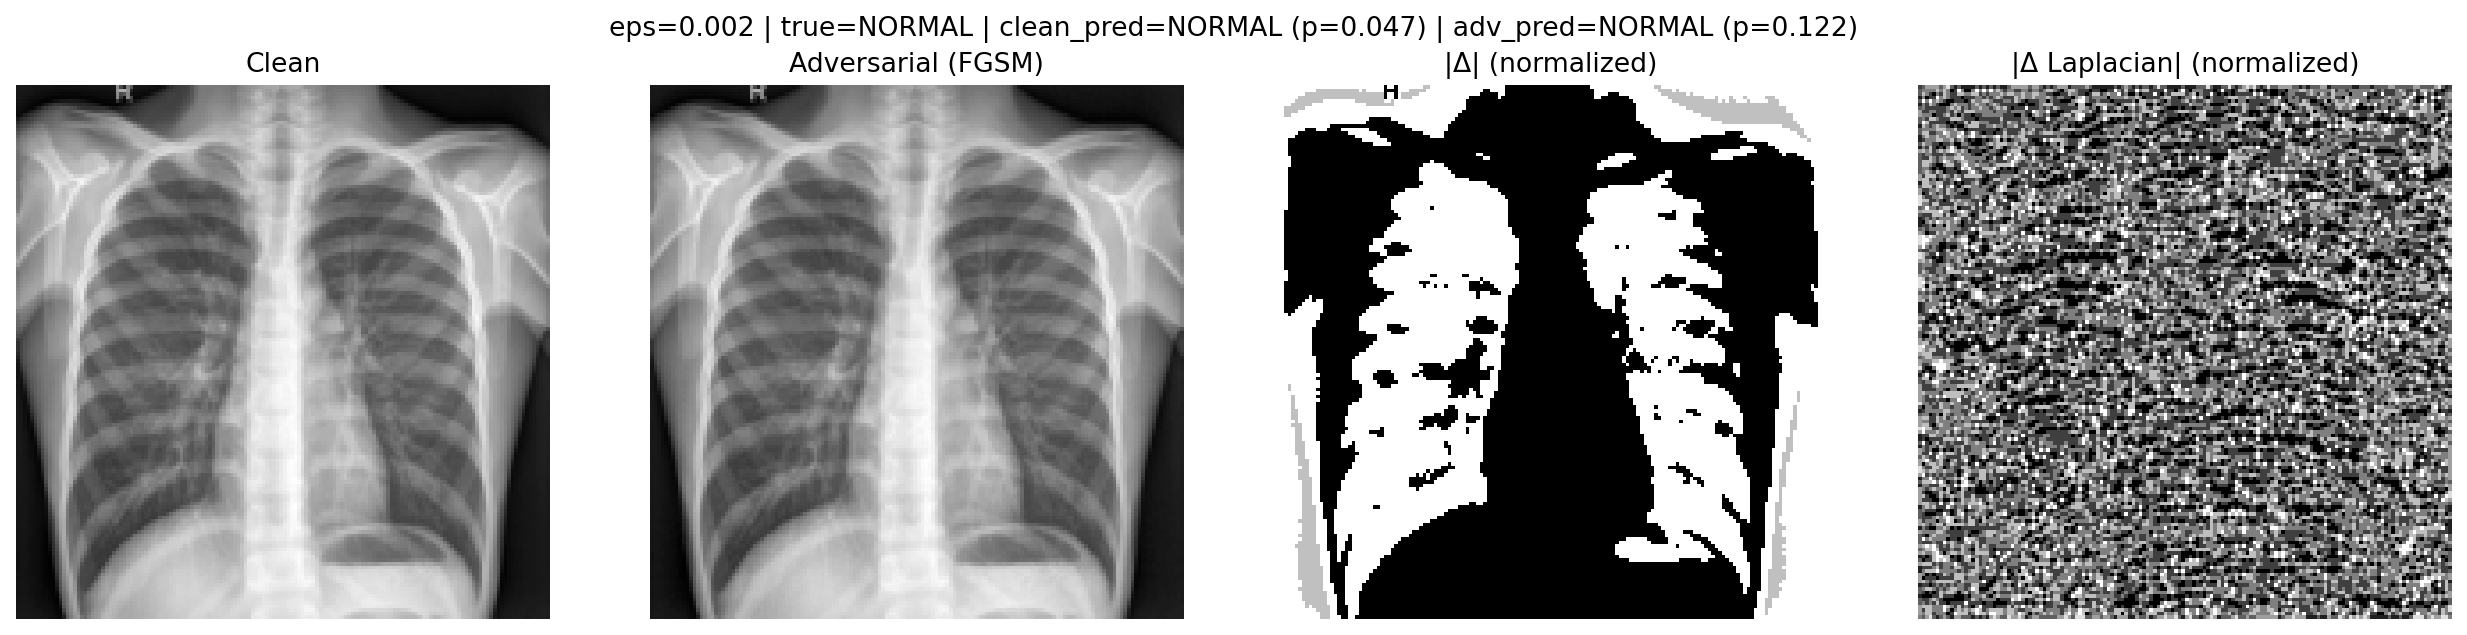 eps=0.002 | true=NORMAL | clean_pred=NORMAL (p=0.047) | adv_pred=NORMAL (p=0.122)
Clean
Adversarial (FGSM)
|Δ| (normalized)
|Δ Laplacian| (normalized)
R
R